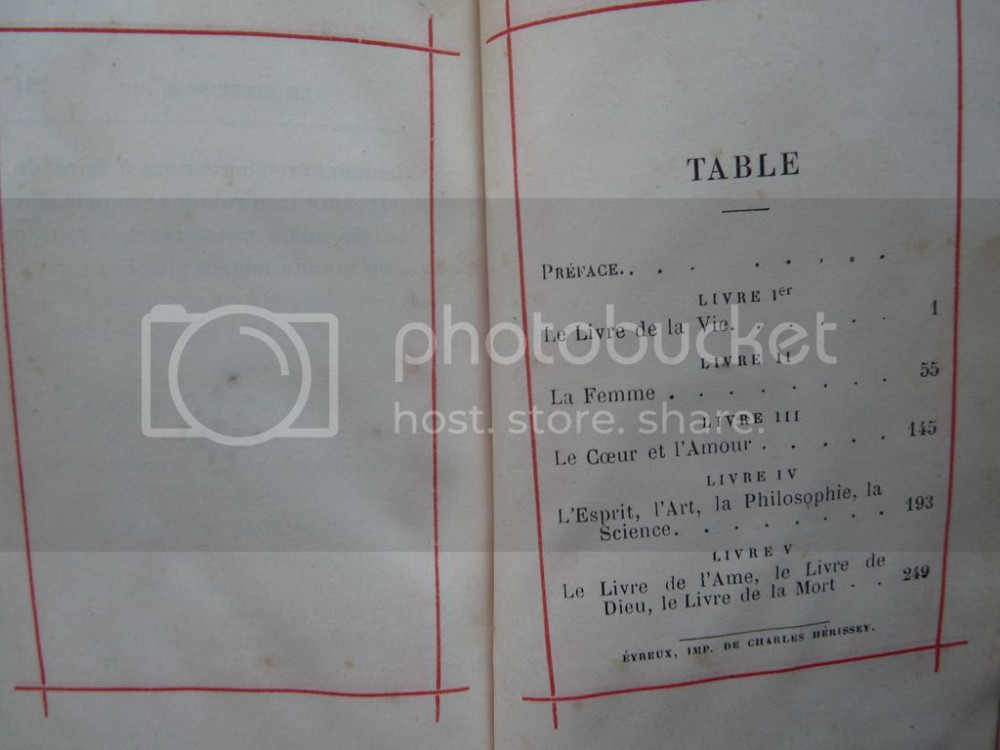 TABLE
PRÉFACE. . . . . . . . .
LIVRE Ier
Le Livre de la Vie. . . . . . 1
LIVRE II
La Femme . . . . . . . . 55
LIVRE III
Le Cœur et l'Amour . . . . . 145
LIVRE IV
L'Esprit, l'Art, la Philosophie, la
Science. . . . . . . . 193
LIVRE V
Le Livre de l'Ame, le Livre de
Dieu, le Livre de la Mort . . 249
ÉVREUX, IMP. DE CHARLES HÉRISSEY.
photobucket
host. store. share.